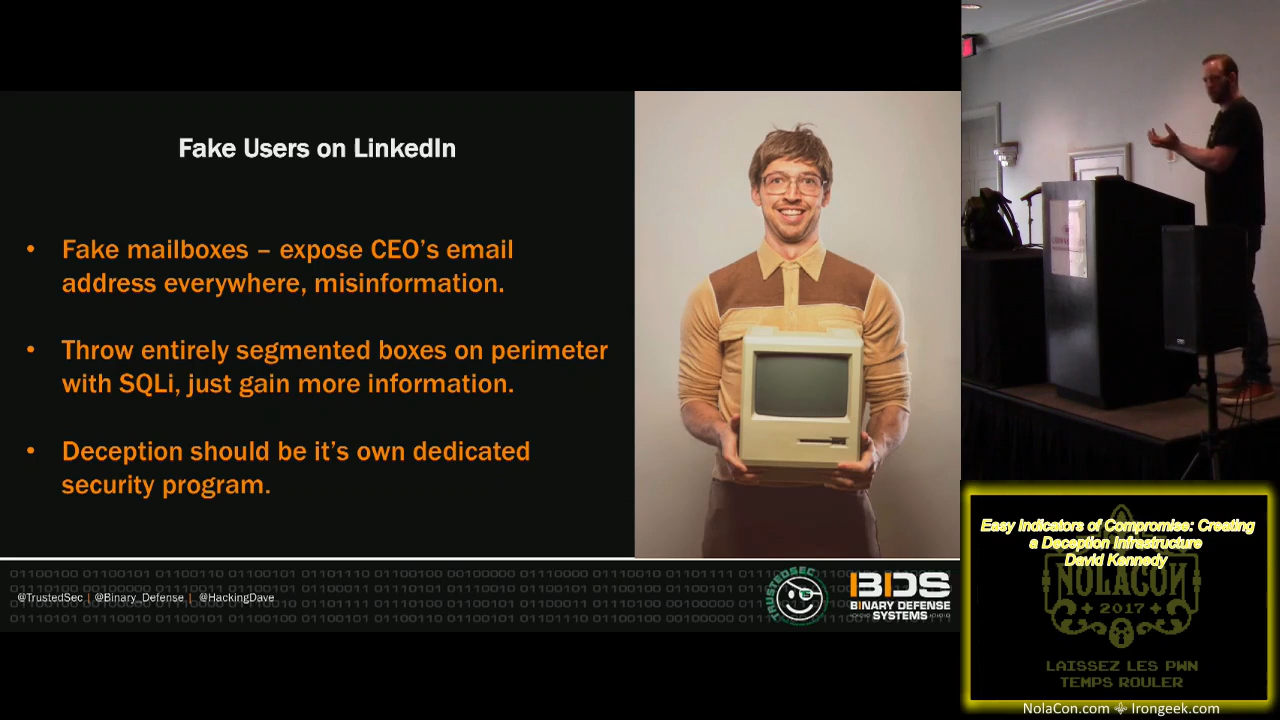 Fake Users on LinkedIn
• Fake mailboxes – expose CEO’s email
address everywhere, misinformation.
• Throw entirely segmented boxes on perimeter
with SQLi, just gain more information.
• Deception should be it’s own dedicated
security program.
@TrustedSec | @Binary_Defense | @HackingDave
TRUSTEDSEC
BDS
BINARY DEFENSE
SYSTEMS
Easy Indicators of Compromise: Creating
a Deception Infrastructure
David Kennedy
NOLACON
2017
LAISSEZ LES PWN
TEMPS ROULER
NolaCon.com Irongeek.com